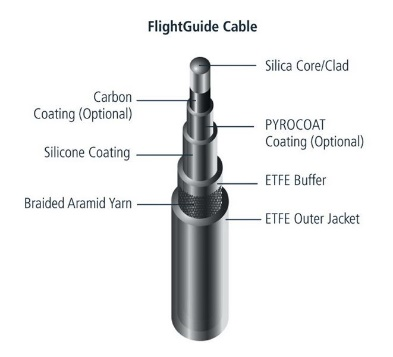 FlightGuide Cable
Silica Core/Clad
Carbon
Coating (Optional)
PYROCOAT
Coating (Optional)
Silicone Coating
ETFE Buffer
Braided Aramid Yarn
ETFE Outer Jacket